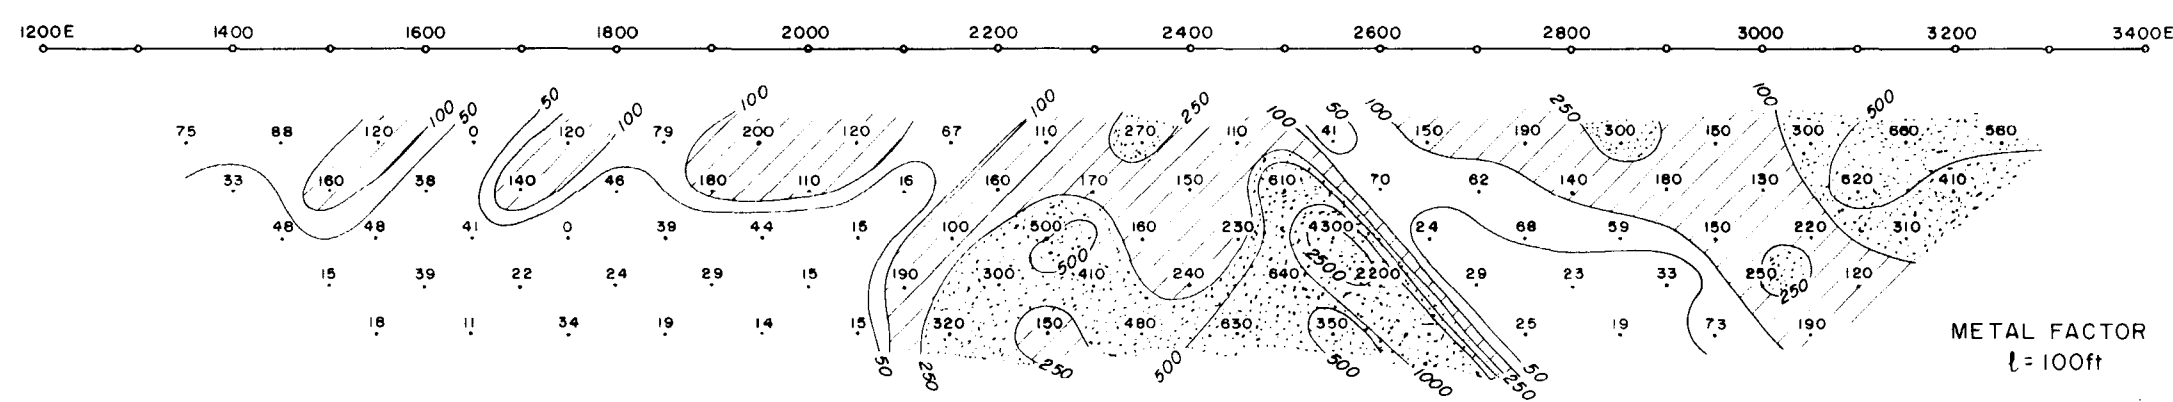 1200E 1400 1600 1800 2000 2200 2400 2600 2800 3000 3200 3400E
100 50 50 100 100 100 250 100 50 100 250 100 500
75 88 120 0 120 79 200 120 67 110 270 110 41 150 190 300 150 300 660 580
33 160 38 140 46 180 110 16 160 170 150 610 70 62 140 180 130 620 410
48 48 41 0 39 44 15 100 500 160 230 4300 24 68 59 150 220 310
500 2500
15 39 22 24 29 15 190 300 410 240 640 2200 29 23 33 250 120
250
18 11 34 19 14 15 320 150 480 630 350 25 19 73 190
METAL FACTOR
50 250 250 500 500 1000 250 50
ℓ = 100ft